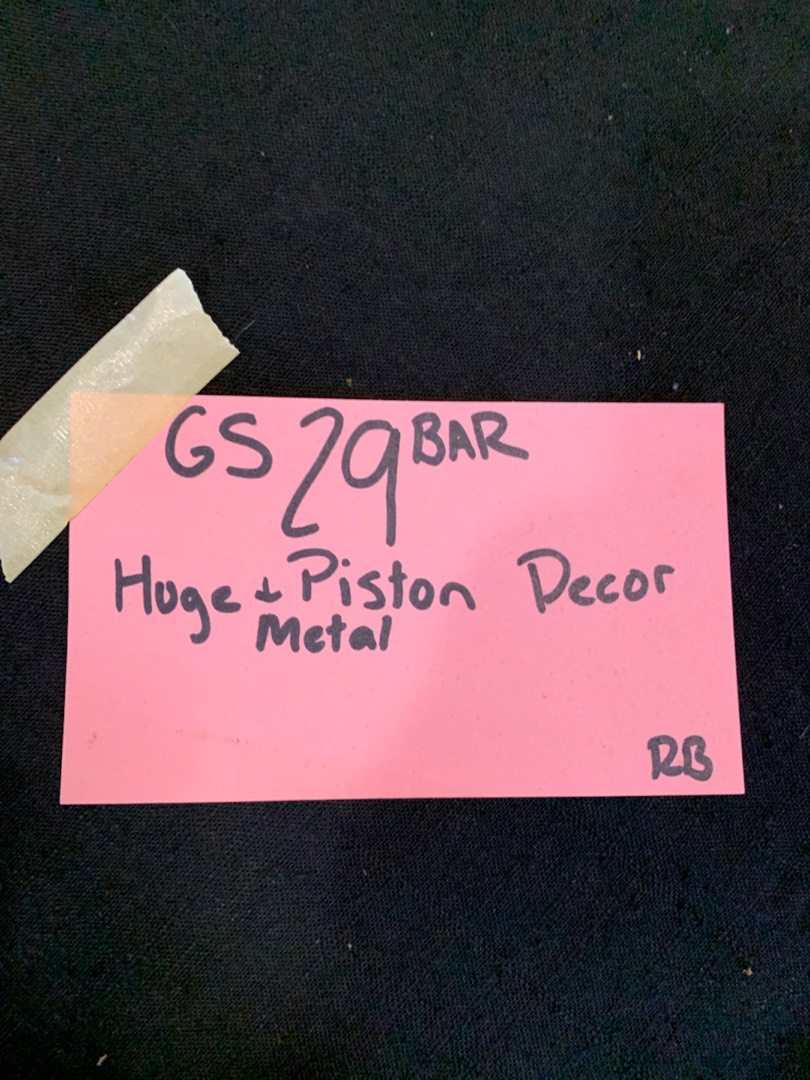 GS 29 BAR
Huge ↓ Piston Decor
Metal
RB